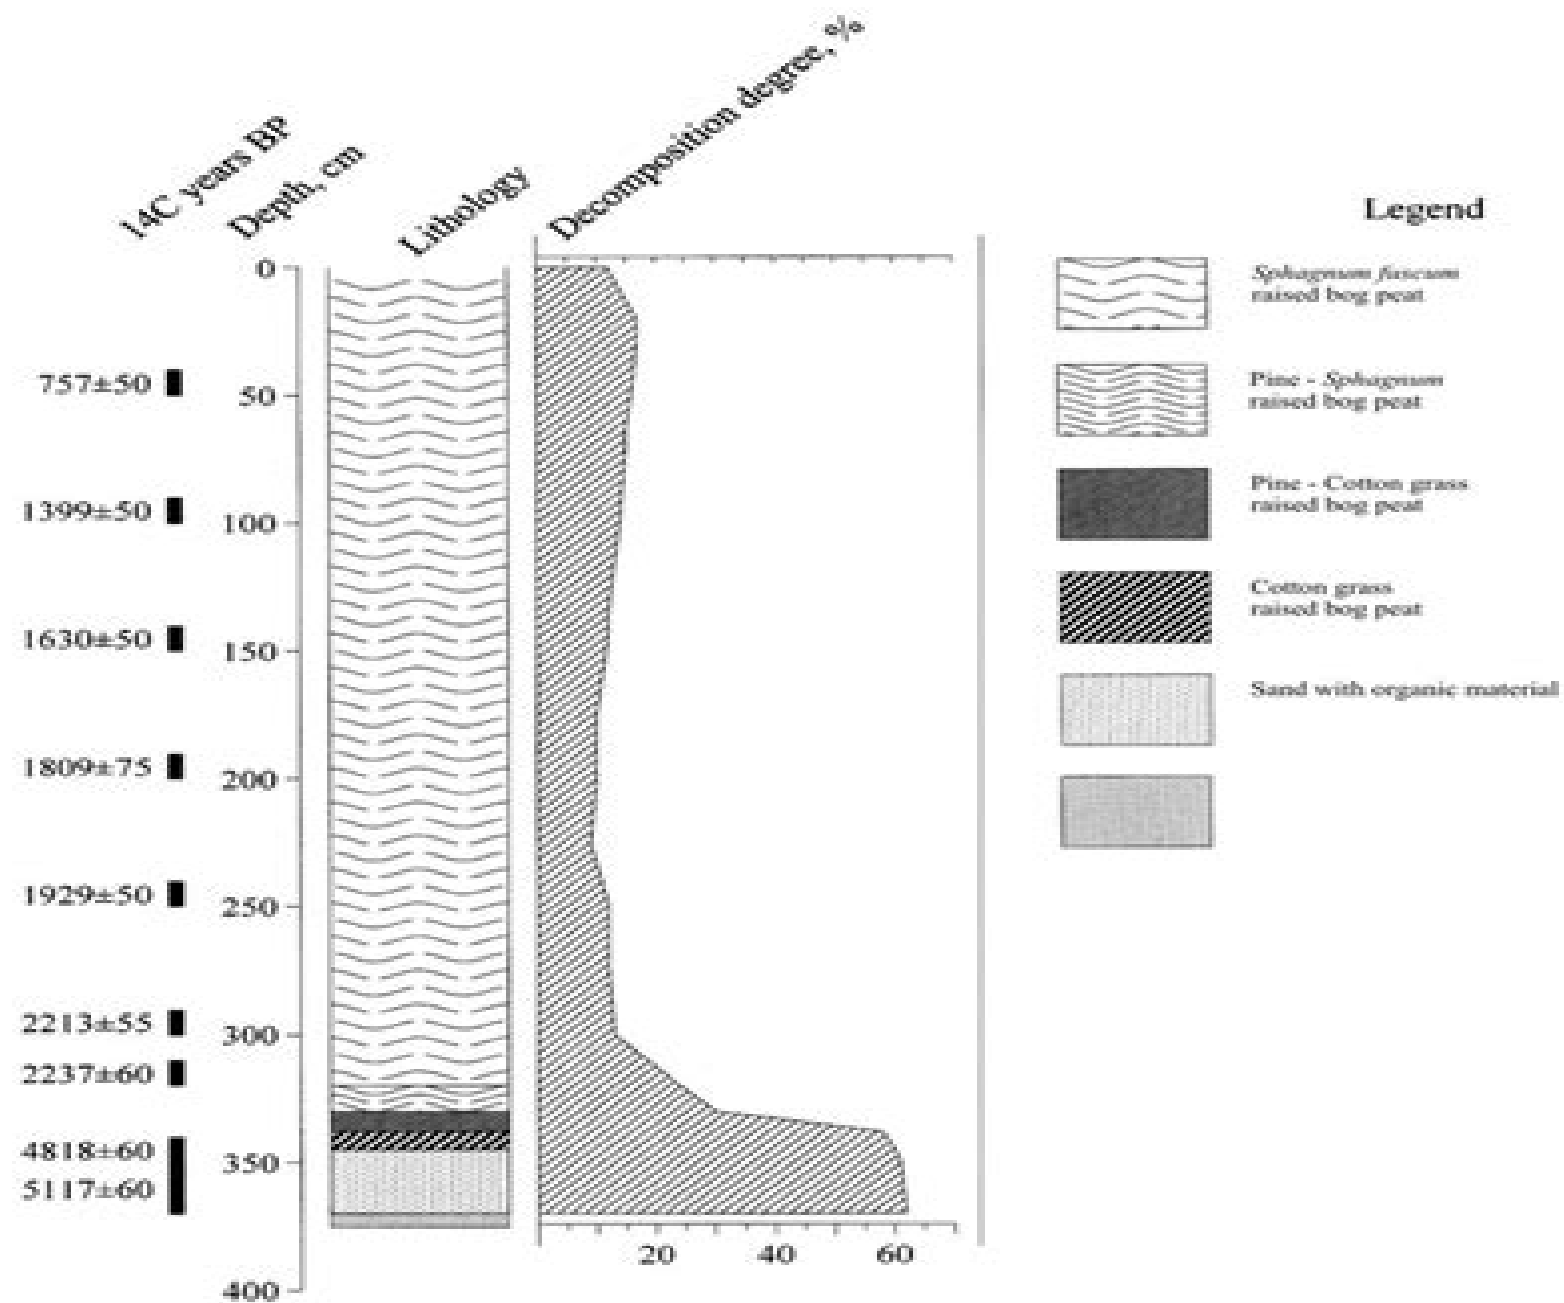 14C years BP
Depth, cm
Lithology
Decomposition degree, %
0
50
100
150
200
250
300
350
400
757±50
1399±50
1630±50
1809±75
1929±50
2213±55
2237±60
4818±60
5117±60
20 40 60
Legend
Sphagnum fuscum
raised bog peat
Pine - Sphagnum
raised bog peat
Pine - Cotton grass
raised bog peat
Cotton grass
raised bog peat
Sand with organic material